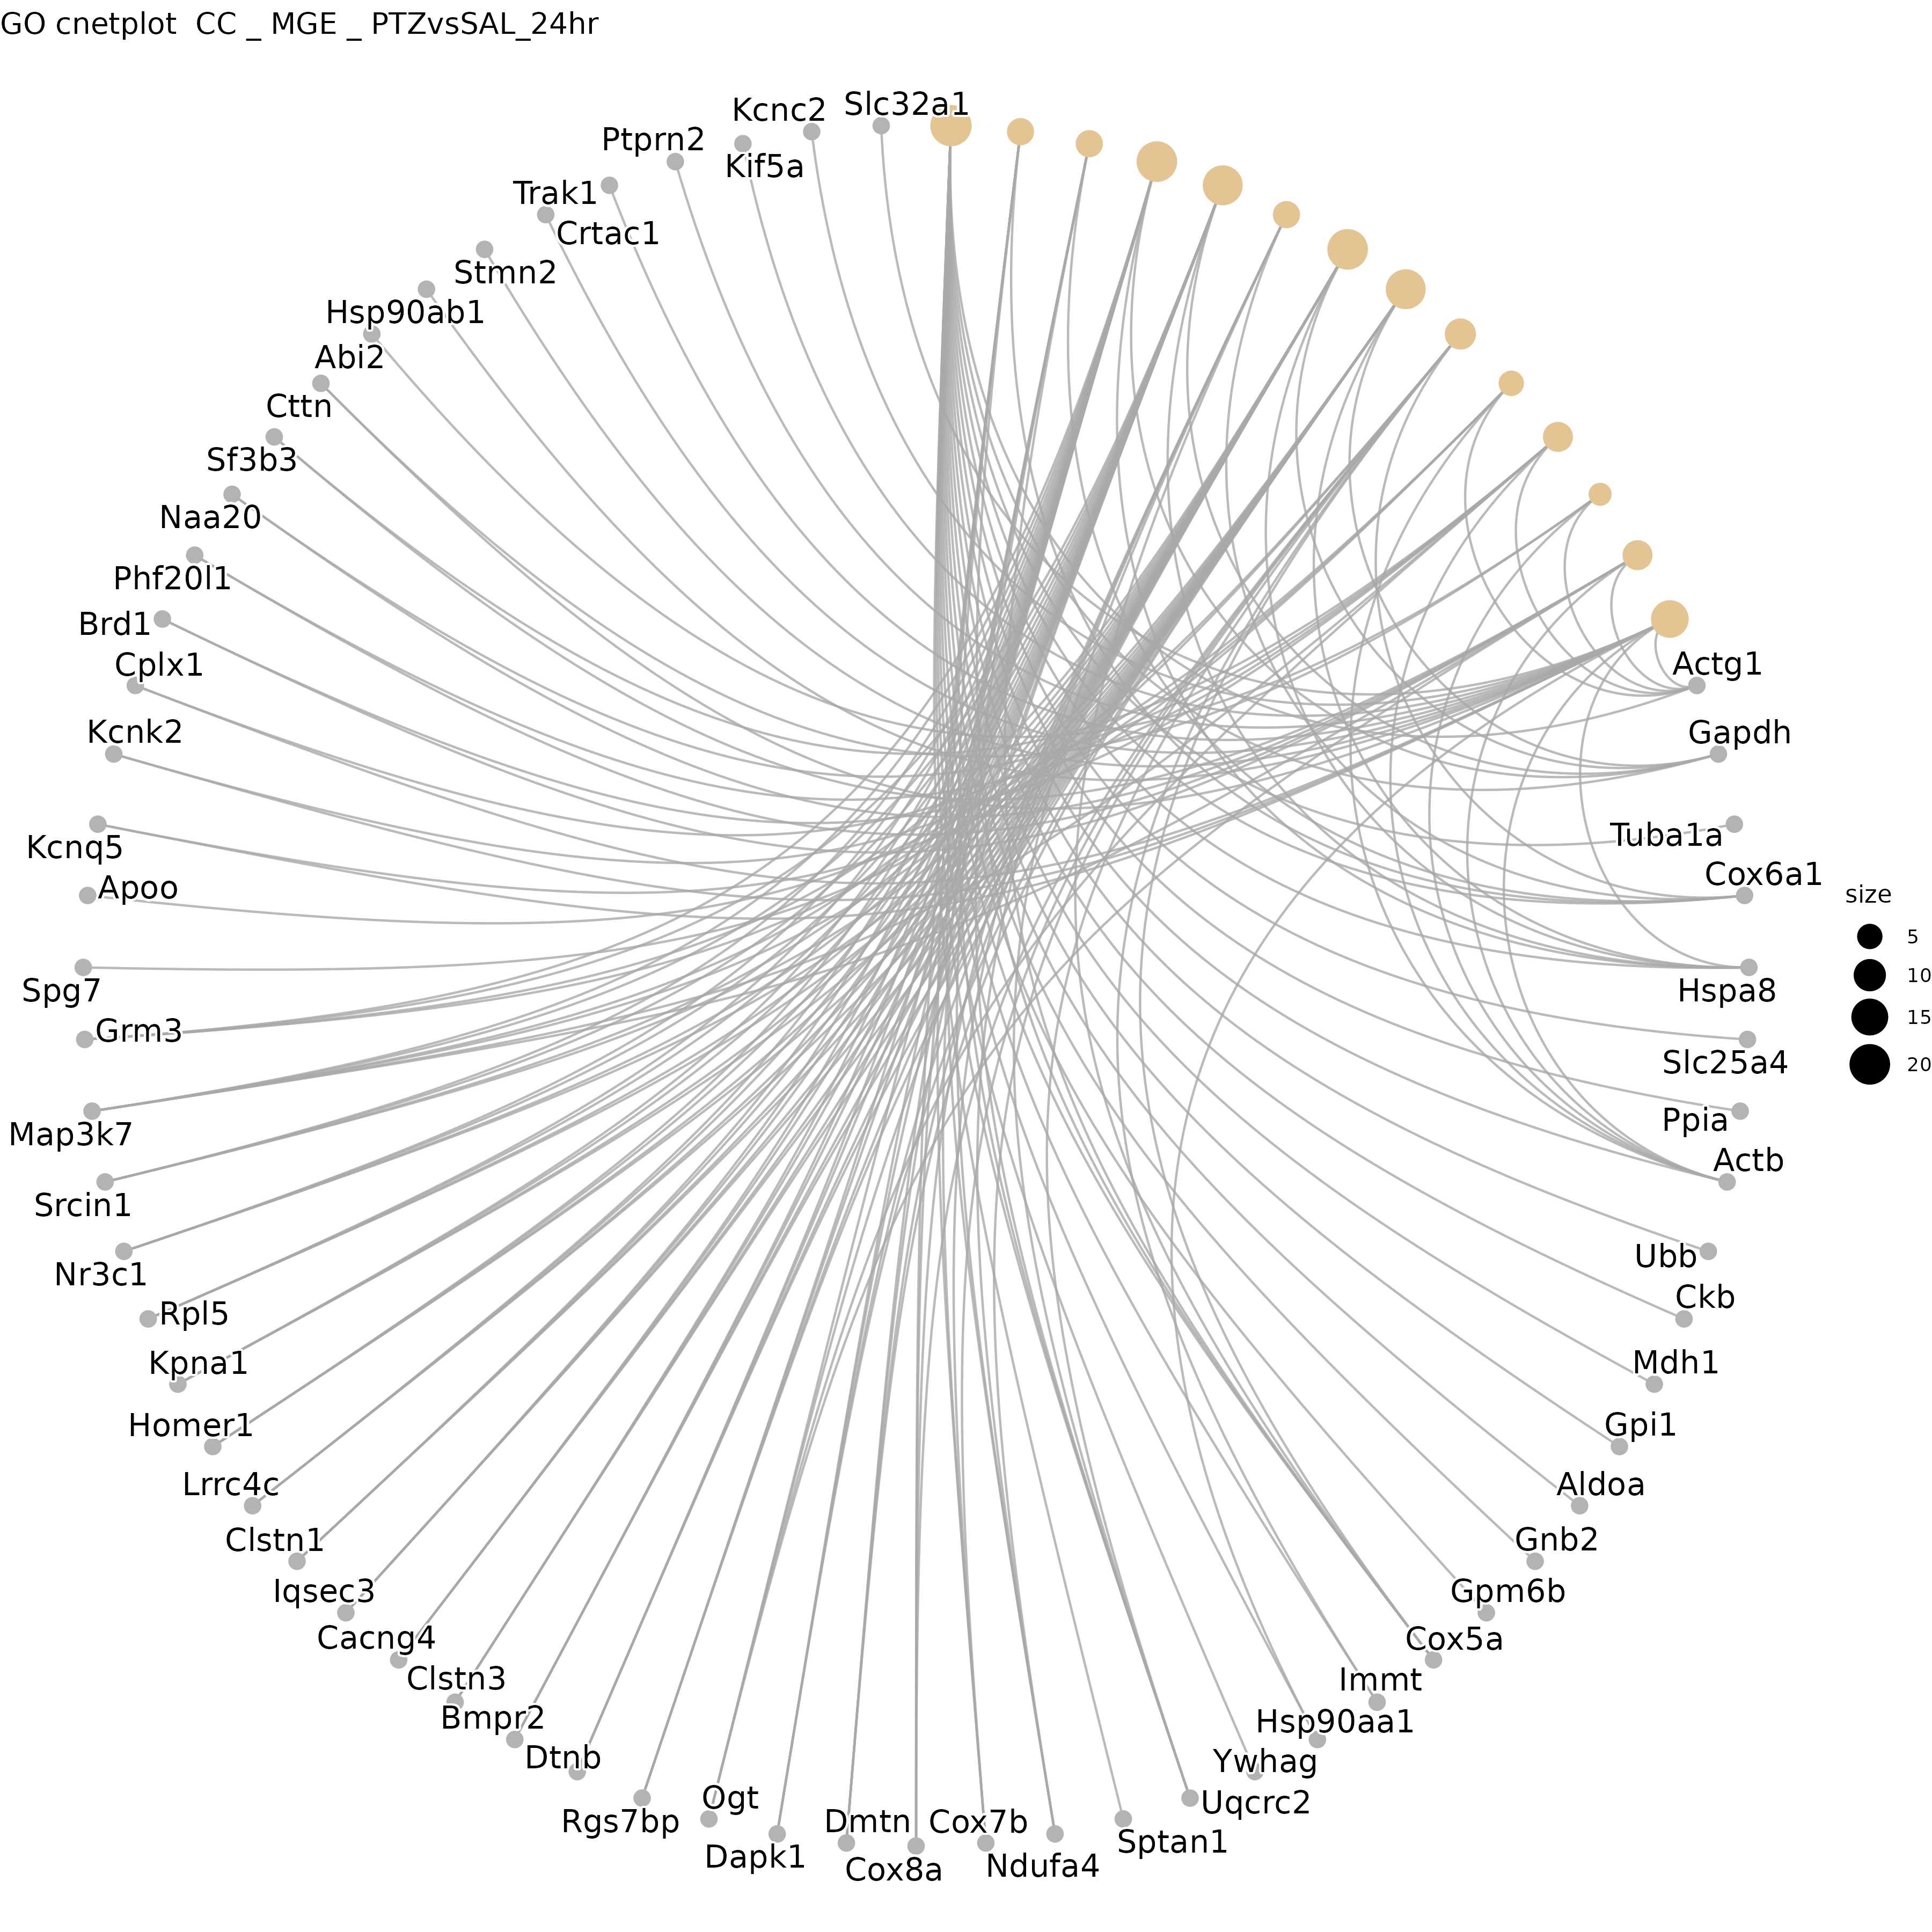 GO cnetplot  CC _ MGE _ PTZvsSAL_24hr
Slc32a1
Kcnc2
Kif5a
Ptprn2
Trak1
Crtac1
Stmn2
Hsp90ab1
Abi2
Cttn
Sf3b3
Naa20
Phf20l1
Brd1
Cplx1
Kcnk2
Kcnq5
Apoo
Spg7
Grm3
Map3k7
Srcin1
Nr3c1
Rpl5
Kpna1
Homer1
Lrrc4c
Clstn1
Iqsec3
Cacng4
Clstn3
Bmpr2
Dtnb
Rgs7bp
Ogt
Dapk1
Dmtn
Cox8a
Cox7b
Ndufa4
Sptan1
Uqcrc2
Ywhag
Hsp90aa1
Immt
Cox5a
Gpm6b
Gnb2
Aldoa
Gpi1
Mdh1
Ckb
Ubb
Actb
Ppia
Slc25a4
Hspa8
Cox6a1
Tuba1a
Gapdh
Actg1
size
5
10
15
20